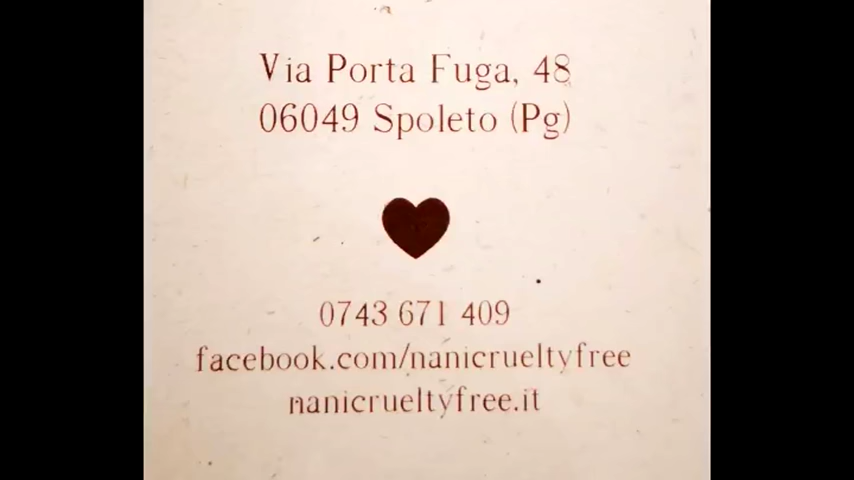 Via Porta Fuga, 48
06049 Spoleto (Pg)
0743 671 409
facebook.com/nanicrueltyfree
nanicrueltyfree.it